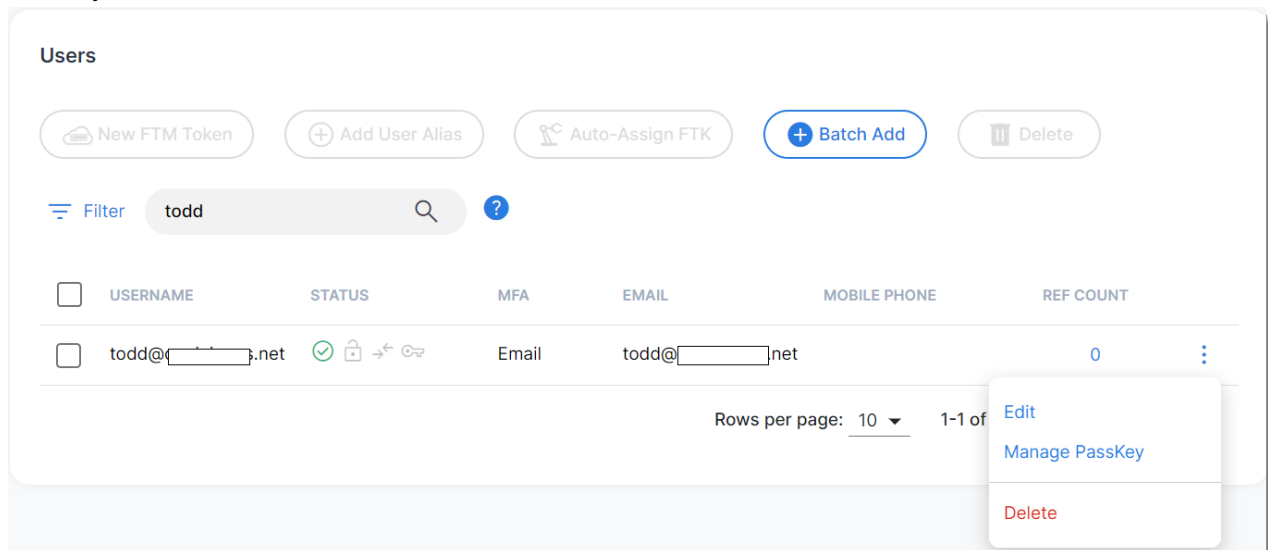 Users
New FTM Token Add User Alias Auto-Assign FTK Batch Add Delete
Filter todd ?
USERNAME STATUS MFA EMAIL MOBILE PHONE REF COUNT
todd@ .net Email todd@ .net 0
Rows per page: 10 1-1 of
Edit
Manage PassKey
Delete